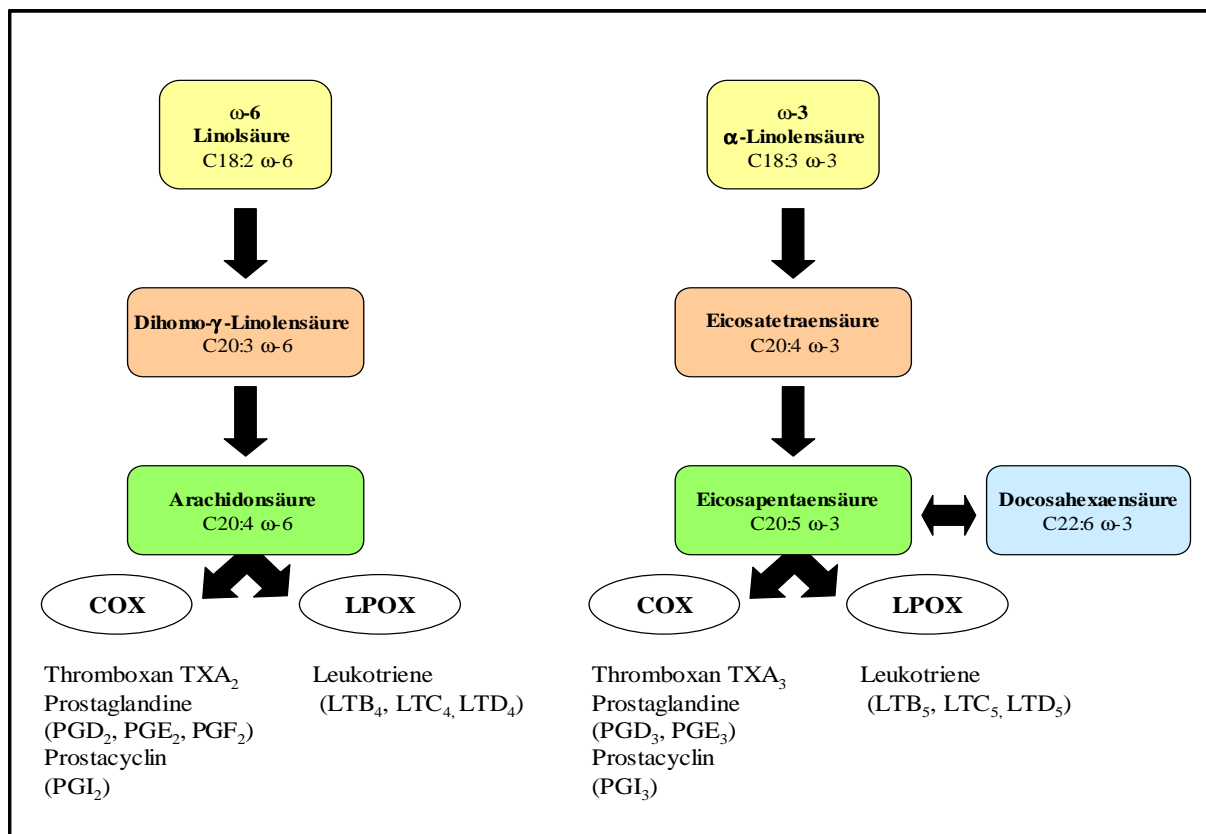 ω-6
Linolsäure
C18:2 ω-6
ω-3
α-Linolensäure
C18:3 ω-3
Dihomo-γ-Linolensäure
C20:3 ω-6
Eicosatetraensäure
C20:4 ω-3
Arachidonsäure
C20:4 ω-6
Eicosapentaensäure
C20:5 ω-3
Docosahexaensäure
C22:6 ω-3
COX
LPOX
COX
LPOX
Thromboxan TXA₂
Prostaglandine
(PGD₂, PGE₂, PGF₂)
Prostacyclin
(PGI₂)
Leukotriene
(LTB₄, LTC₄, LTD₄)
Thromboxan TXA₃
Prostaglandine
(PGD₃, PGE₃)
Prostacyclin
(PGI₃)
Leukotriene
(LTB₅, LTC₅, LTD₅)